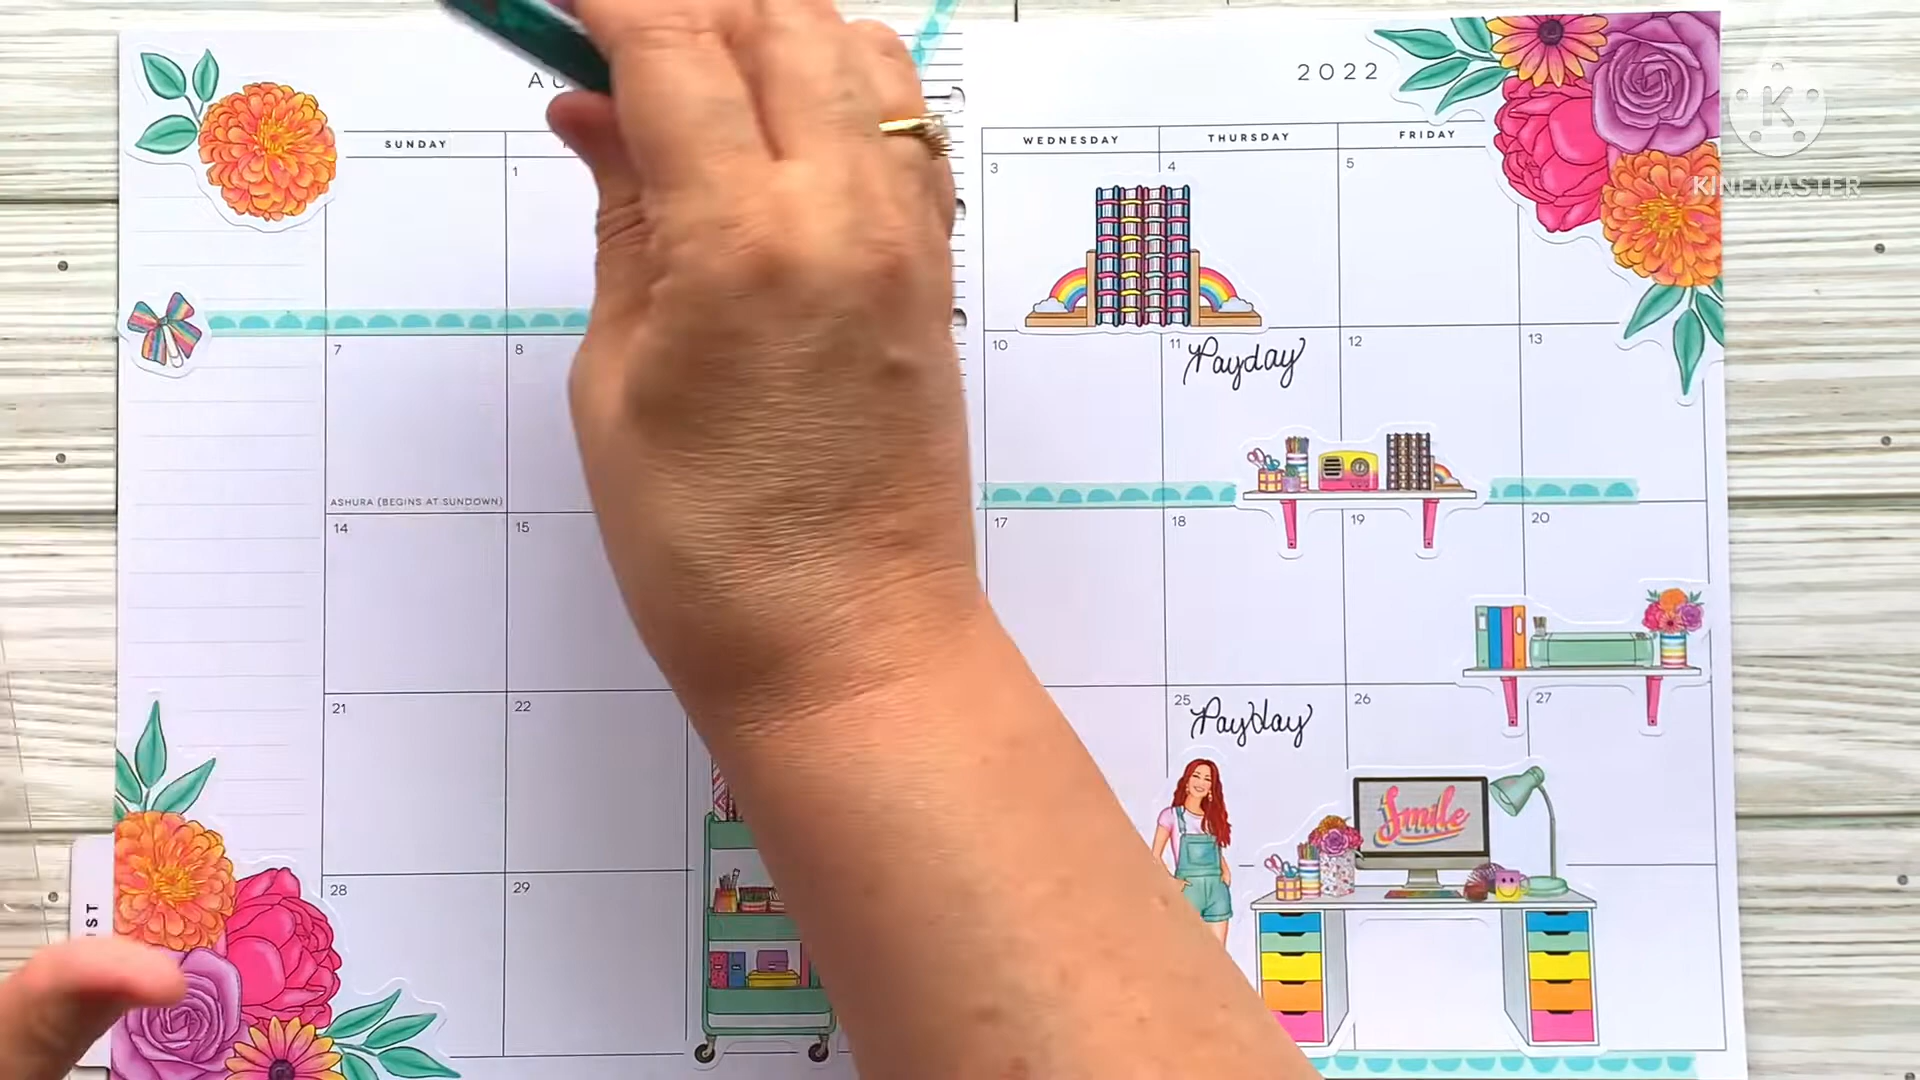 2022
KINEMASTER
SUNDAY
WEDNESDAY
THURSDAY
FRIDAY
1
3
4
5
7
8
10
11
Payday
12
13
ASHURA (BEGINS AT SUNDOWN)
14
15
17
18
19
20
21
22
25
Payday
26
27
Smile
28
29